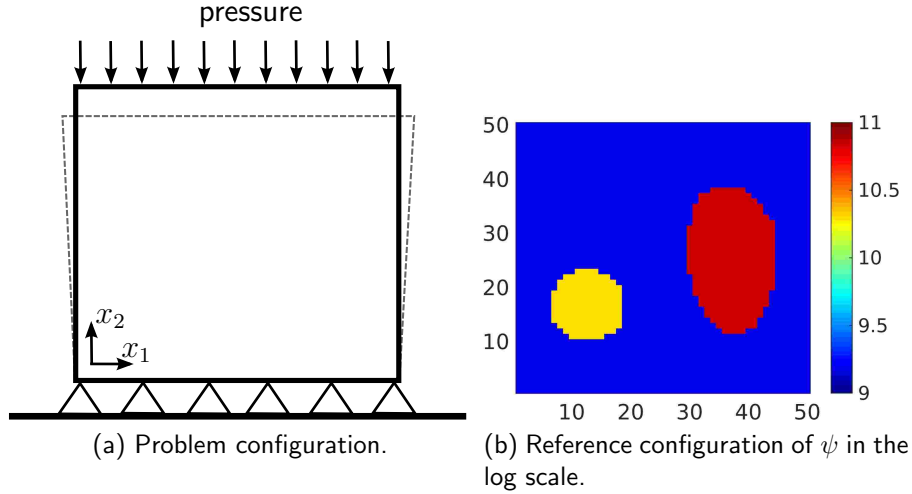 pressure
x₂
x₁
50
40
30
20
10
10 20 30 40 50
11
10.5
10
9.5
9
(a) Problem configuration.
(b) Reference configuration of ψ in the
log scale.